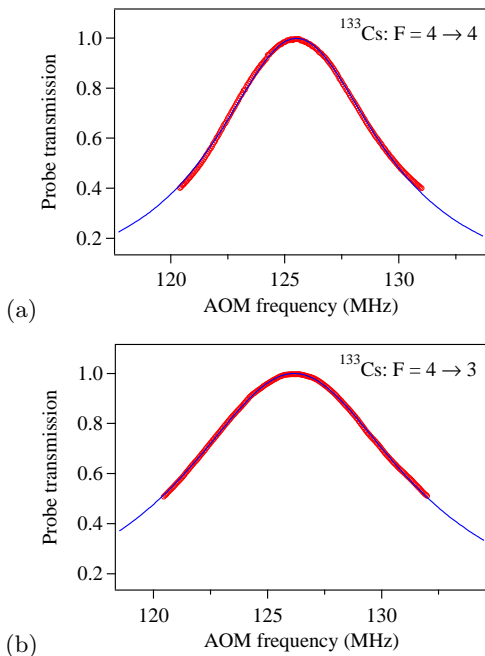 ¹³³Cs: F = 4 → 4
1.0
0.8
0.6
0.4
0.2
Probe transmission
120
125
130
AOM frequency (MHz)
(a)
¹³³Cs: F = 4 → 3
1.0
0.8
0.6
0.4
0.2
Probe transmission
120
125
130
AOM frequency (MHz)
(b)